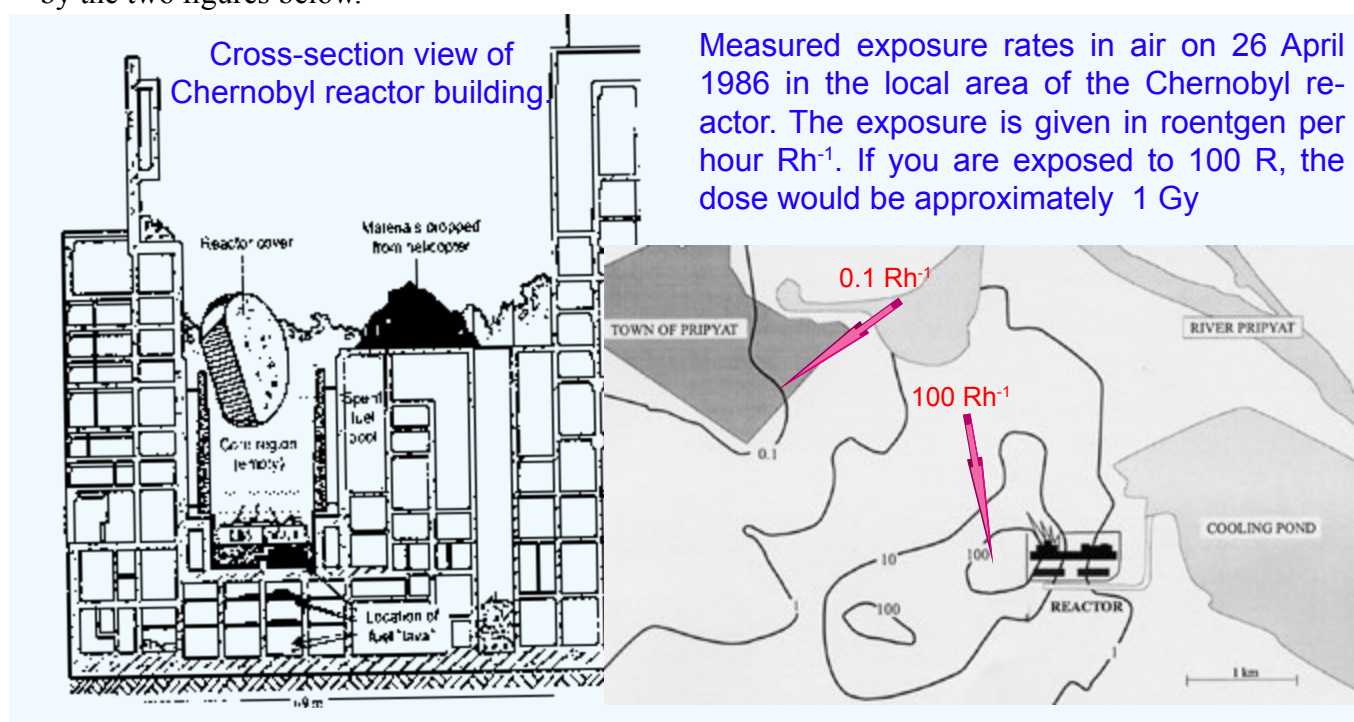 by the two figures below.
Cross-section view of
Chernobyl reactor building.
Measured exposure rates in air on 26 April
1986 in the local area of the Chernobyl re-
actor. The exposure is given in roentgen per
hour Rh-1. If you are exposed to 100 R, the
dose would be approximately 1 Gy
Reactor cover
Materials dropped
from helicopter
Spent
fuel
pool
Core region
(empty)
Location of
fuel "lava"
0.1 Rh-1
TOWN OF PRIPYAT
RIVER PRIPYAT
100 Rh-1
0.1
COOLING POND
10
100
1
100
REACTOR
1
1 km